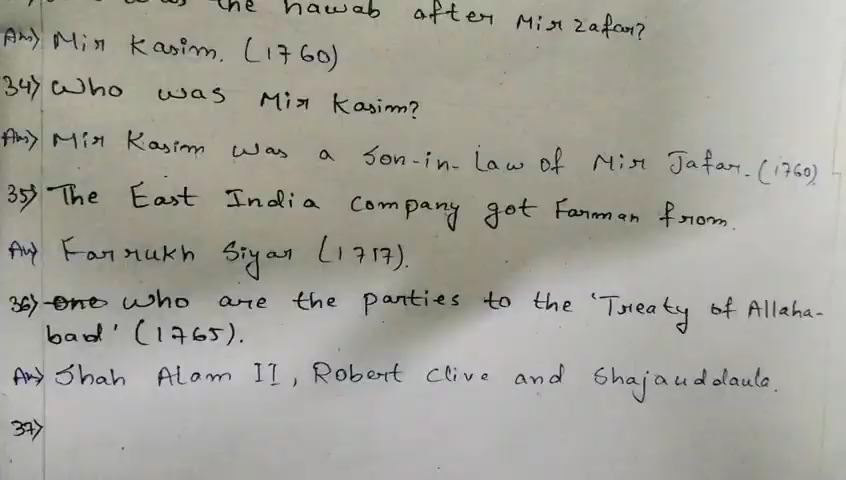 the nawab after Mir Zafar?
Ans) Mir Kasim. (1760)
34) Who was Mir Kasim?
Ans) Mir Kasim was a Son-in-Law of Mir Jafar. (1760)
35) The East India Company got Farman from.
Ans) Farrukh Siyar (1717).
36) one who are the parties to the 'Treaty of Allaha-
bad' (1765).
Ans) Shah Alam II, Robert Clive and Shajauddaula.
37)